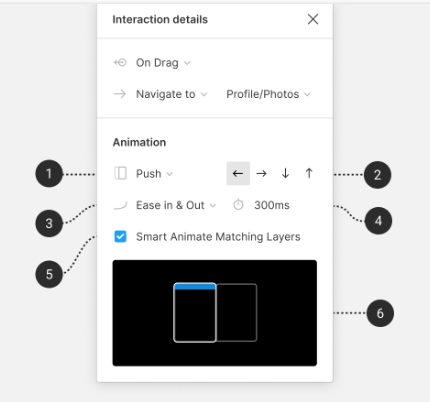 Interaction details
On Drag
Navigate to Profile/Photos
Animation
1 Push 2
3 Ease in & Out 300ms 4
5 Smart Animate Matching Layers
6